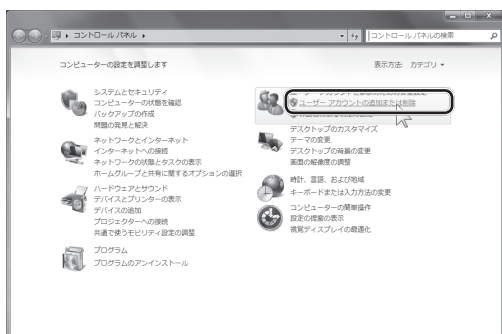 コントロール パネル
コントロール パネルの検索
コンピューターの設定を調整します
表示方法: カテゴリ
システムとセキュリティ
コンピューターの状態を確認
バックアップの作成
問題の発見と解決
ネットワークとインターネット
インターネットへの接続
ネットワークの状態とタスクの表示
ホームグループと共有に関するオプションの選択
ハードウェアとサウンド
デバイスとプリンターの表示
デバイスの追加
プロジェクターへの接続
共通で使うモビリティ設定の調整
プログラム
プログラムのアンインストール
ユーザー アカウントの追加または削除
デスクトップのカスタマイズ
テーマの変更
デスクトップの背景の変更
画面の解像度の調整
時計、言語、および地域
キーボードまたは入力方法の変更
コンピューターの簡単操作
設定の提案の表示
視覚ディスプレイの最適化